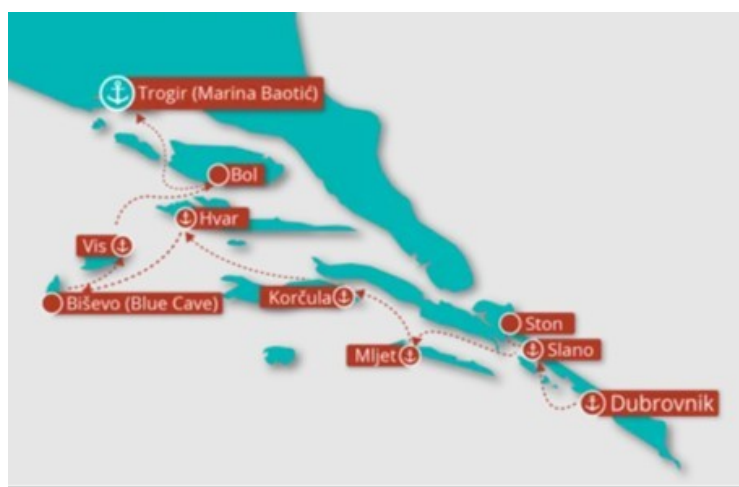 Trogir (Marina Baotić)
Bol
Hvar
Vis
Biševo (Blue Cave)
Korčula
Ston
Mljet
Slano
Dubrovnik